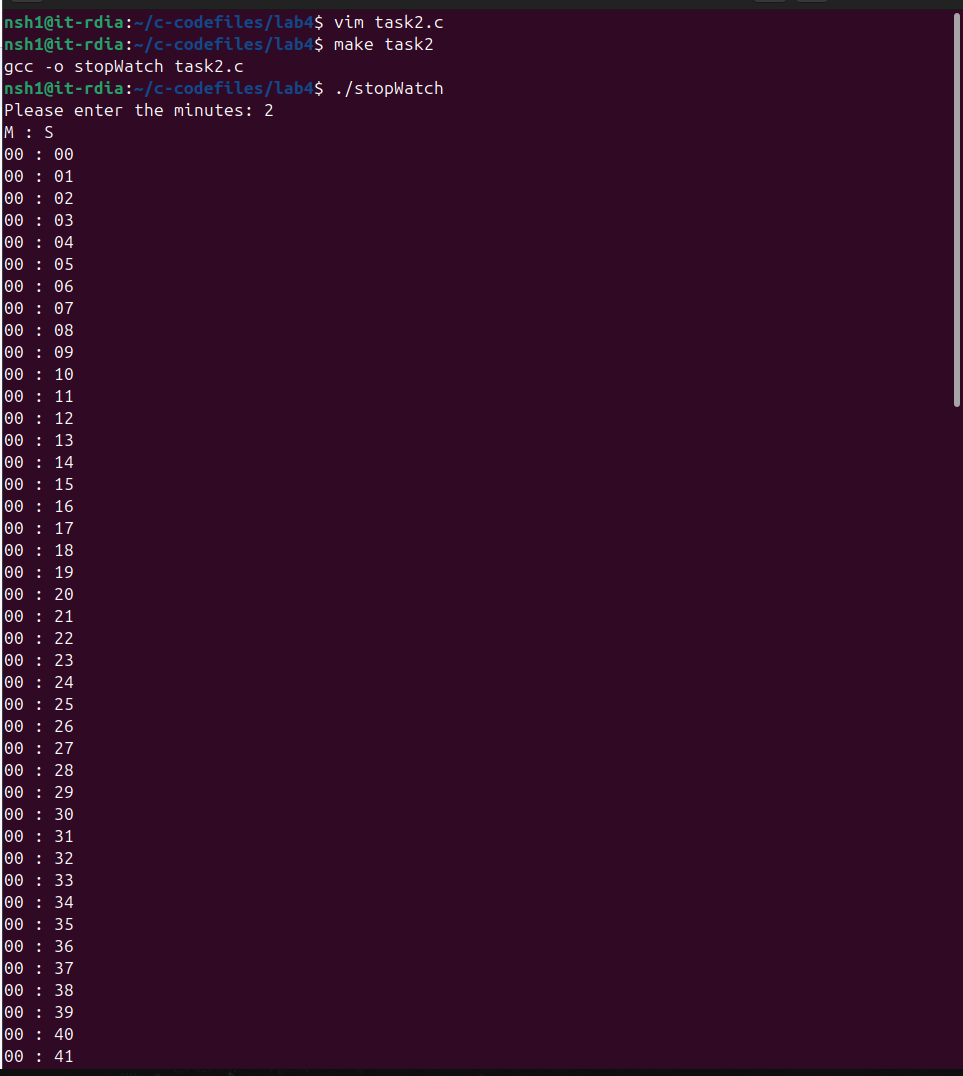 nsh1@it-rdia:~/c-codefiles/lab4$ vim task2.c
nsh1@it-rdia:~/c-codefiles/lab4$ make task2
gcc -o stopWatch task2.c
nsh1@it-rdia:~/c-codefiles/lab4$ ./stopWatch
Please enter the minutes: 2
M : S
00 : 00
00 : 01
00 : 02
00 : 03
00 : 04
00 : 05
00 : 06
00 : 07
00 : 08
00 : 09
00 : 10
00 : 11
00 : 12
00 : 13
00 : 14
00 : 15
00 : 16
00 : 17
00 : 18
00 : 19
00 : 20
00 : 21
00 : 22
00 : 23
00 : 24
00 : 25
00 : 26
00 : 27
00 : 28
00 : 29
00 : 30
00 : 31
00 : 32
00 : 33
00 : 34
00 : 35
00 : 36
00 : 37
00 : 38
00 : 39
00 : 40
00 : 41